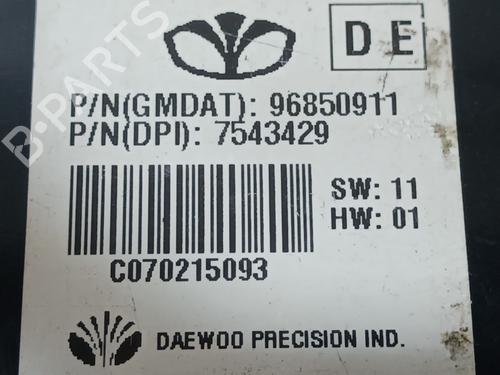 D E
P/N(GMDAT): 96850911
P/N(DPI): 7543429
SW: 11
HW: 01
C070215093
DAEWOO PRECISION IND.
B-PARTS